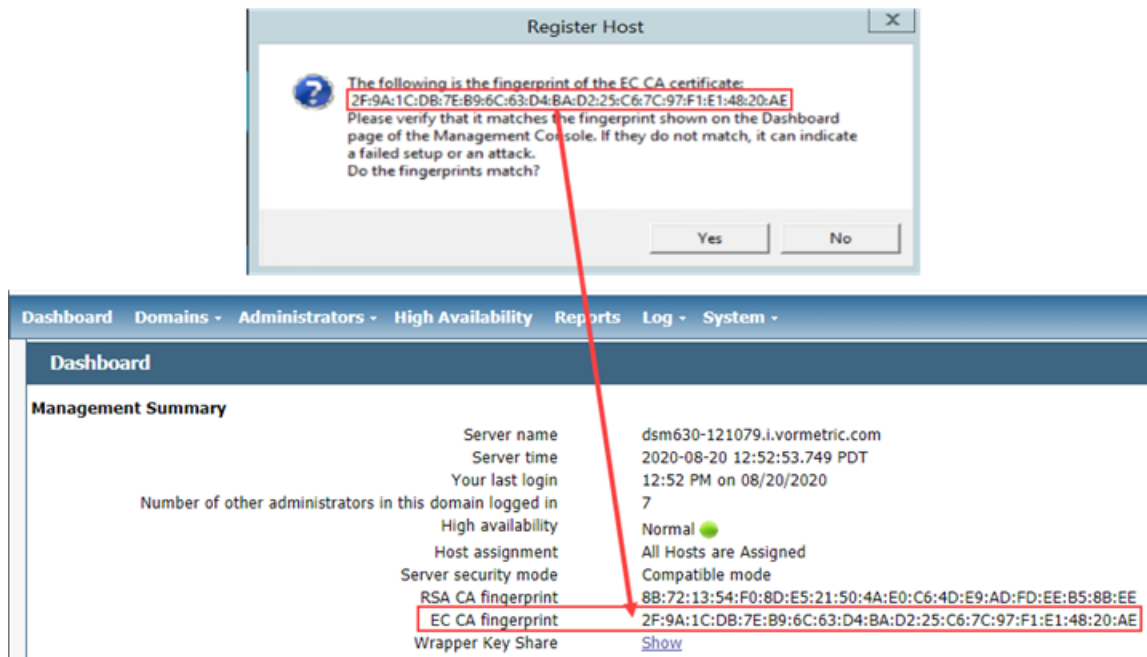 Register Host
X
The following is the fingerprint of the EC CA certificate:
2F:9A:1C:DB:7E:B9:6C:63:D4:BA:D2:25:C6:7C:97:F1:E1:48:20:AE
Please verify that it matches the fingerprint shown on the Dashboard
page of the Management Console. If they do not match, it can indicate
a failed setup or an attack.
Do the fingerprints match?
Yes No
Dashboard Domains Administrators High Availability Reports Log System
Dashboard
Management Summary
Server name dsm630-121079.i.vormetric.com
Server time 2020-08-20 12:52:53.749 PDT
Your last login 12:52 PM on 08/20/2020
Number of other administrators in this domain logged in 7
High availability Normal
Host assignment All Hosts are Assigned
Server security mode Compatible mode
RSA CA fingerprint 8B:72:13:54:F0:8D:E5:21:50:4A:E0:C6:4D:E9:AD:FD:EE:B5:8B:EE
EC CA fingerprint 2F:9A:1C:DB:7E:B9:6C:63:D4:BA:D2:25:C6:7C:97:F1:E1:48:20:AE
Wrapper Key Share Show